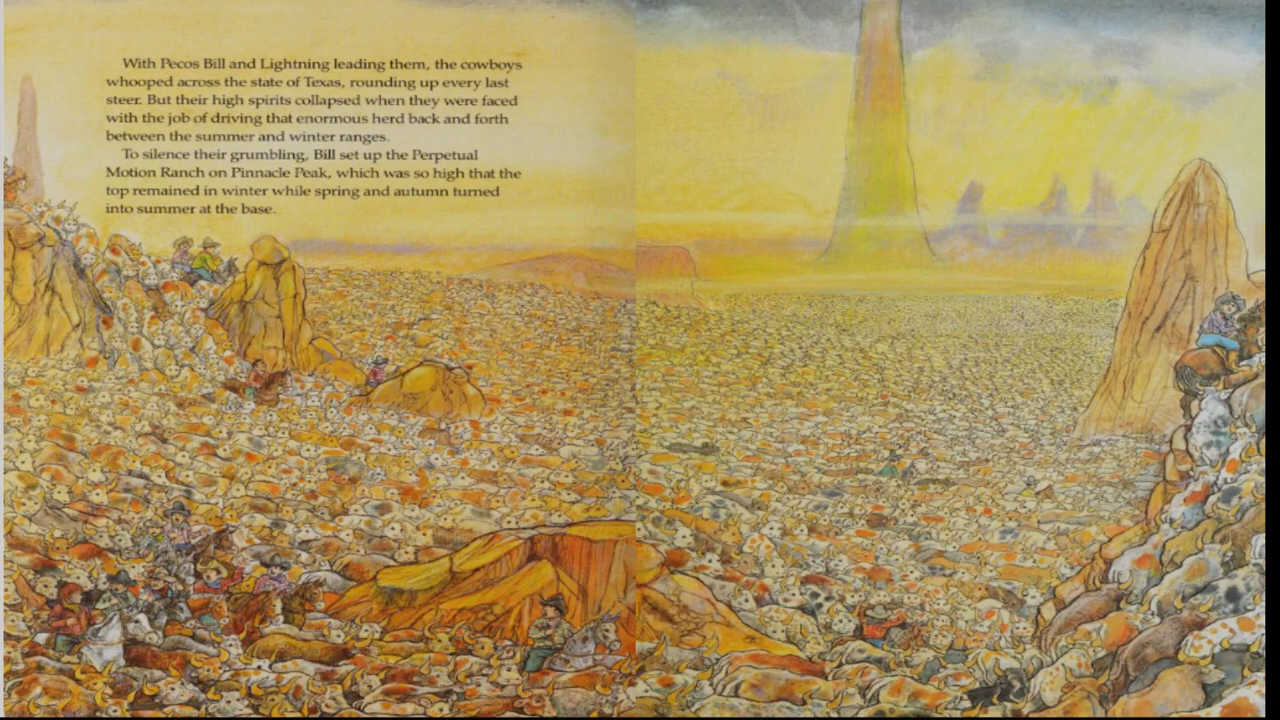 With Pecos Bill and Lightning leading them, the cowboys
whooped across the state of Texas, rounding up every last
steer. But their high spirits collapsed when they were faced
with the job of driving that enormous herd back and forth
between the summer and winter ranges.
To silence their grumbling, Bill set up the Perpetual
Motion Ranch on Pinnacle Peak, which was so high that the
top remained in winter while spring and autumn turned
into summer at the base.